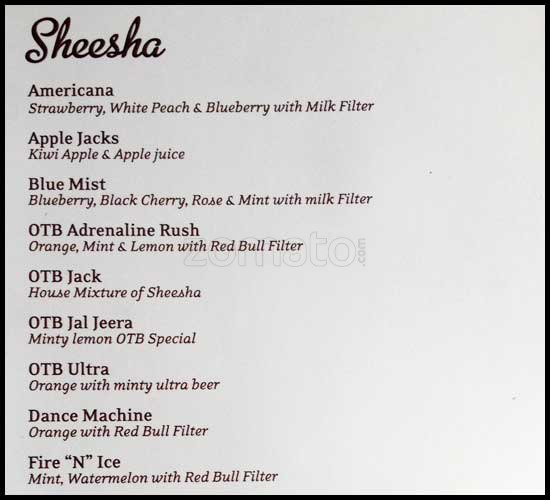 Sheesha
Americana
Strawberry, White Peach & Blueberry with Milk Filter
Apple Jacks
Kiwi Apple & Apple juice
Blue Mist
Blueberry, Black Cherry, Rose & Mint with milk Filter
OTB Adrenaline Rush
Orange, Mint & Lemon with Red Bull Filter
zomato.com
OTB Jack
House Mixture of Sheesha
OTB Jal Jeera
Minty lemon OTB Special
OTB Ultra
Orange with minty ultra beer
Dance Machine
Orange with Red Bull Filter
Fire “N” Ice
Mint, Watermelon with Red Bull Filter